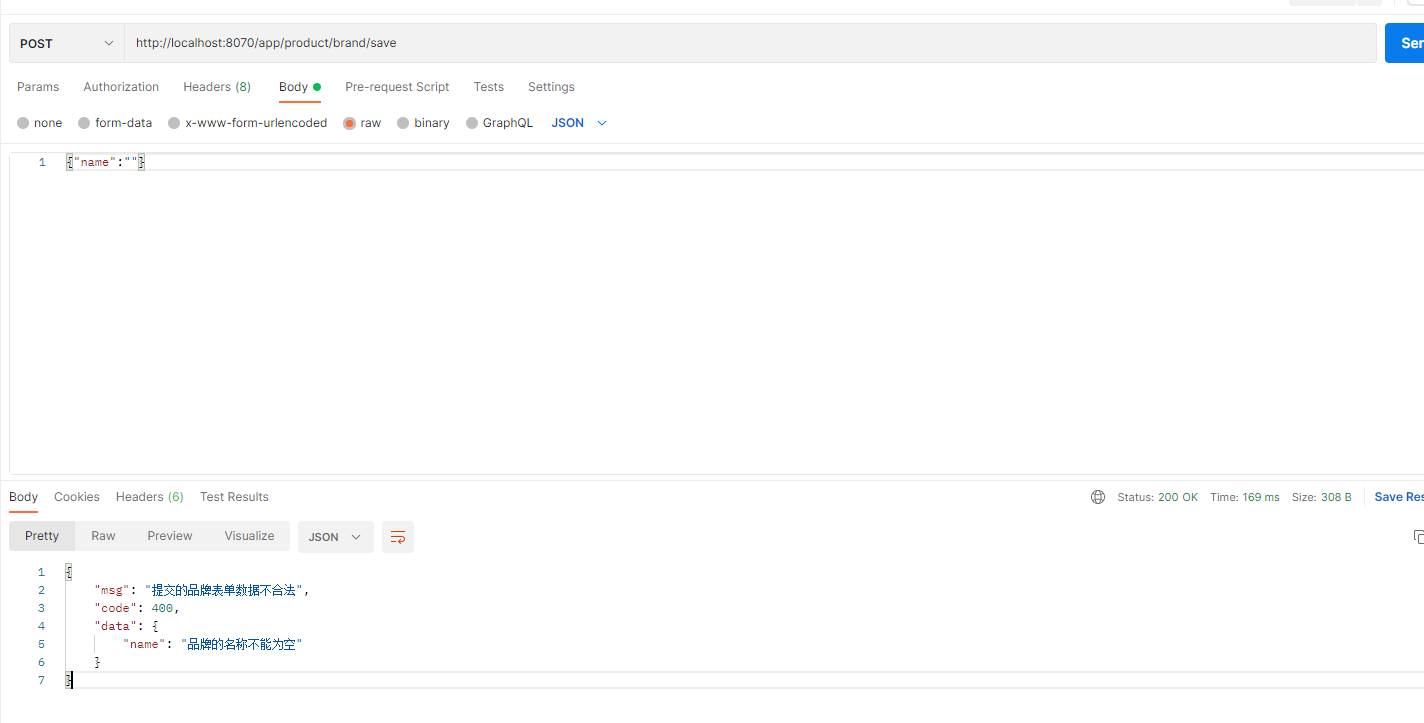 POST http://localhost:8070/app/product/brand/save
Params Authorization Headers (8) Body Pre-request Script Tests Settings
none form-data x-www-form-urlencoded raw binary GraphQL JSON
1 {"name":""}
Body Cookies Headers (6) Test Results Status: 200 OK Time: 169 ms Size: 308 B
Pretty Raw Preview Visualize JSON
1 {
2 "msg": "提交的品牌表单数据不合法",
3 "code": 400,
4 "data": {
5 "name": "品牌的名称不能为空"
6 }
7 }